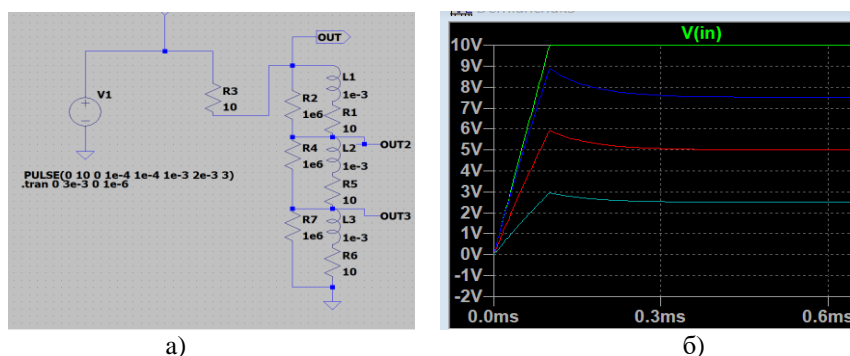 OUT
R3
10
V1
L1
1e-3
R2
1e6
R1
10
OUT2
R4
1e6
L2
1e-3
R5
10
OUT3
R7
1e6
L3
1e-3
R6
10
PULSE(0 10 0 1e-4 1e-4 1e-3 2e-3 3)
.tran 0 3e-3 0 1e-6
V(in)
10V
9V
8V
7V
6V
5V
4V
3V
2V
1V
0V
-1V
-2V
0.0ms
0.3ms
0.6ms
а)
б)